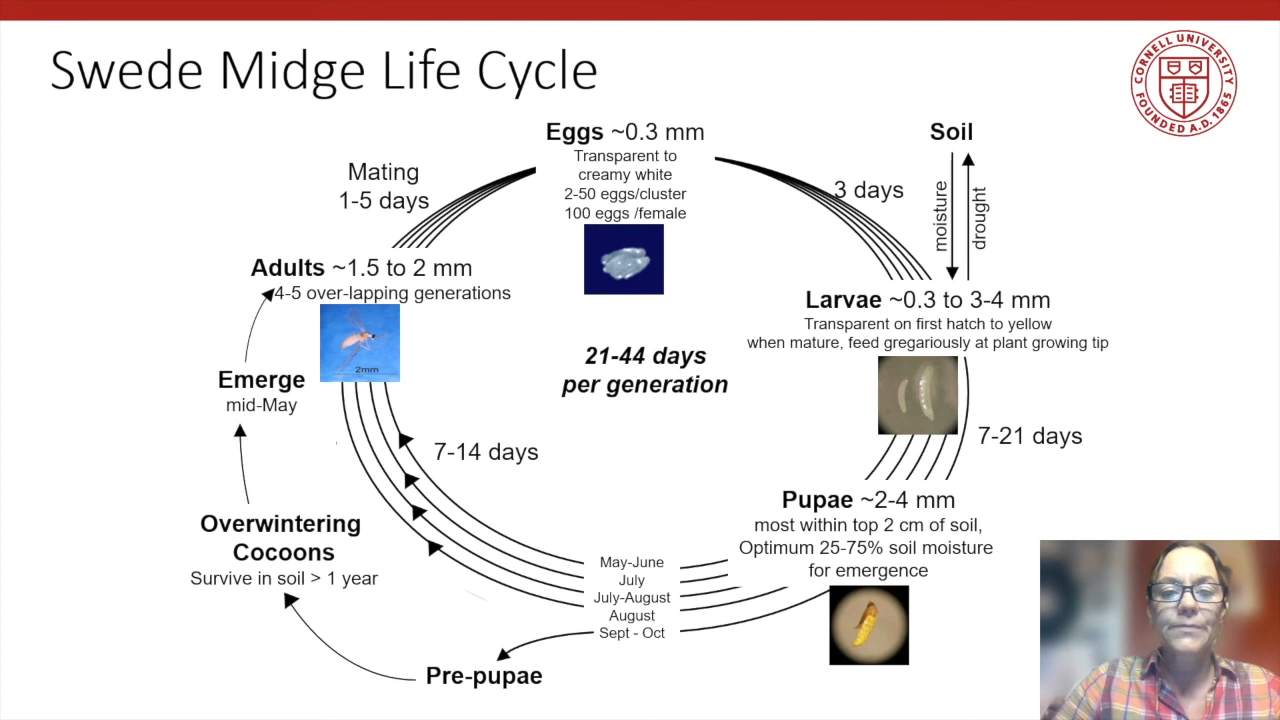 Swede Midge Life Cycle
CORNELL UNIVERSITY
FOUNDED A.D. 1865
Eggs ~0.3 mm
Transparent to
creamy white
2-50 eggs/cluster
100 eggs /female
Soil
moisture
drought
3 days
Mating
1-5 days
Adults ~1.5 to 2 mm
4-5 over-lapping generations
2mm
Larvae ~0.3 to 3-4 mm
Transparent on first hatch to yellow
when mature, feed gregariously at plant growing tip
21-44 days
per generation
Emerge
mid-May
7-14 days
7-21 days
Pupae ~2-4 mm
most within top 2 cm of soil,
Optimum 25-75% soil moisture
for emergence
Overwintering
Cocoons
Survive in soil > 1 year
May-June
July
July-August
August
Sept - Oct
Pre-pupae